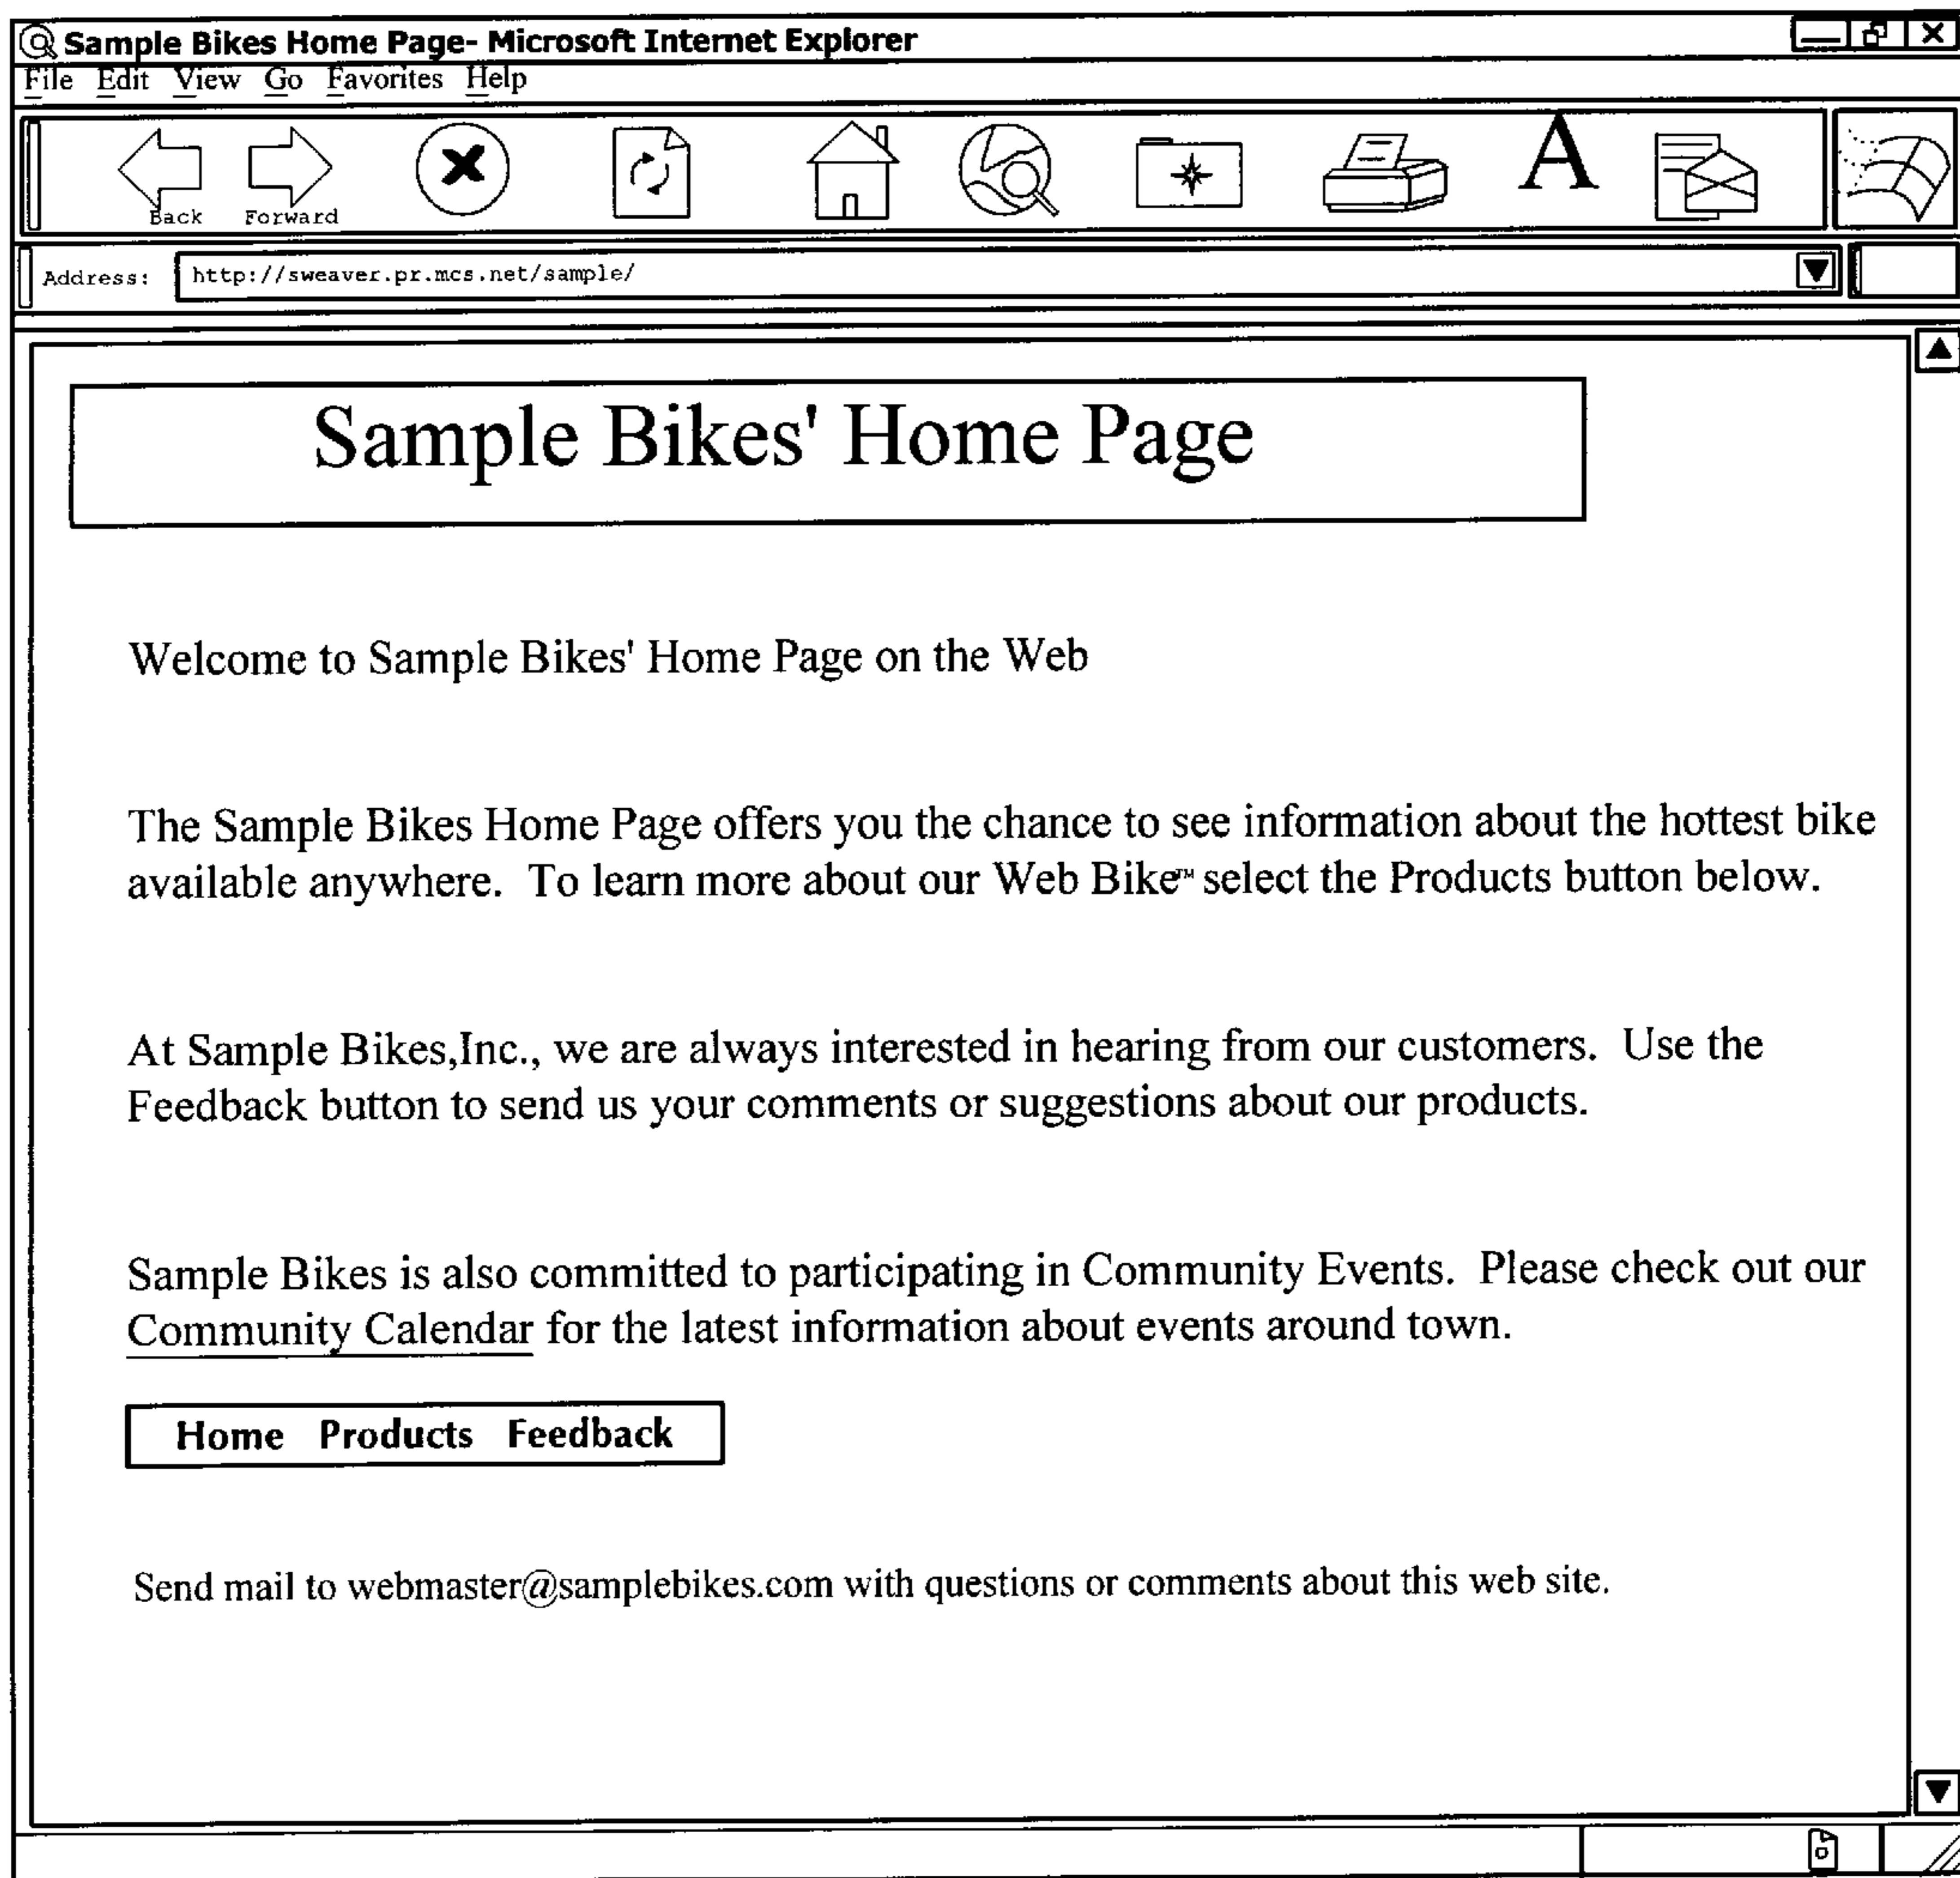 Sample Bikes Home Page- Microsoft Internet Explorer
File Edit View Go Favorites Help
A
Back Forward
Address: http://sweaver.pr.mcs.net/sample/
Sample Bikes' Home Page
Welcome to Sample Bikes' Home Page on the Web
The Sample Bikes Home Page offers you the chance to see information about the hottest bike
available anywhere. To learn more about our Web Bike™ select the Products button below.
At Sample Bikes,Inc., we are always interested in hearing from our customers. Use the
Feedback button to send us your comments or suggestions about our products.
Sample Bikes is also committed to participating in Community Events. Please check out our
Community Calendar for the latest information about events around town.
Home Products Feedback
Send mail to webmaster@samplebikes.com with questions or comments about this web site.